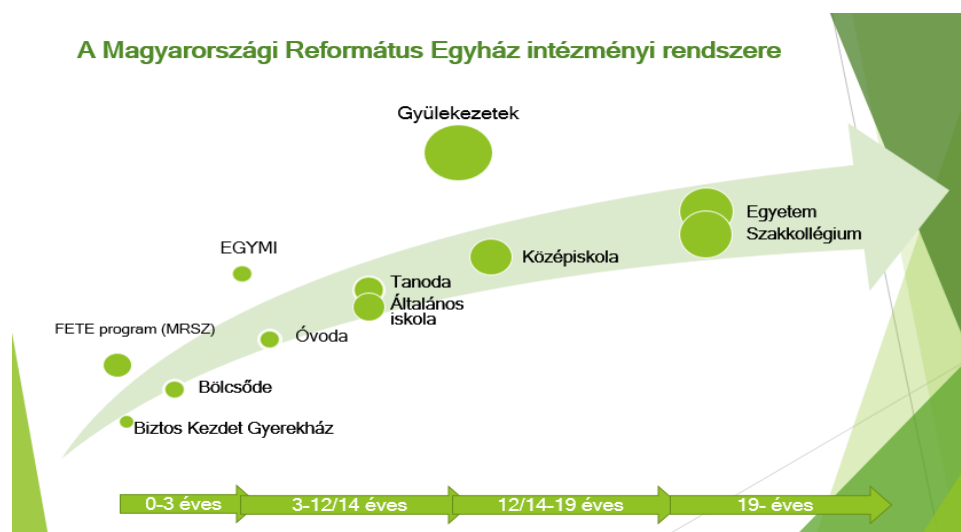 A Magyarországi Református Egyház intézményi rendszere
Gyülekezetek
Egyetem
Szakkollégium
EGYMI
Középiskola
Tanoda
Általános
iskola
FETE program (MRSZ)
Óvoda
Bölcsőde
Biztos Kezdet Gyerekház
0-3 éves
3-12/14 éves
12/14-19 éves
19- éves